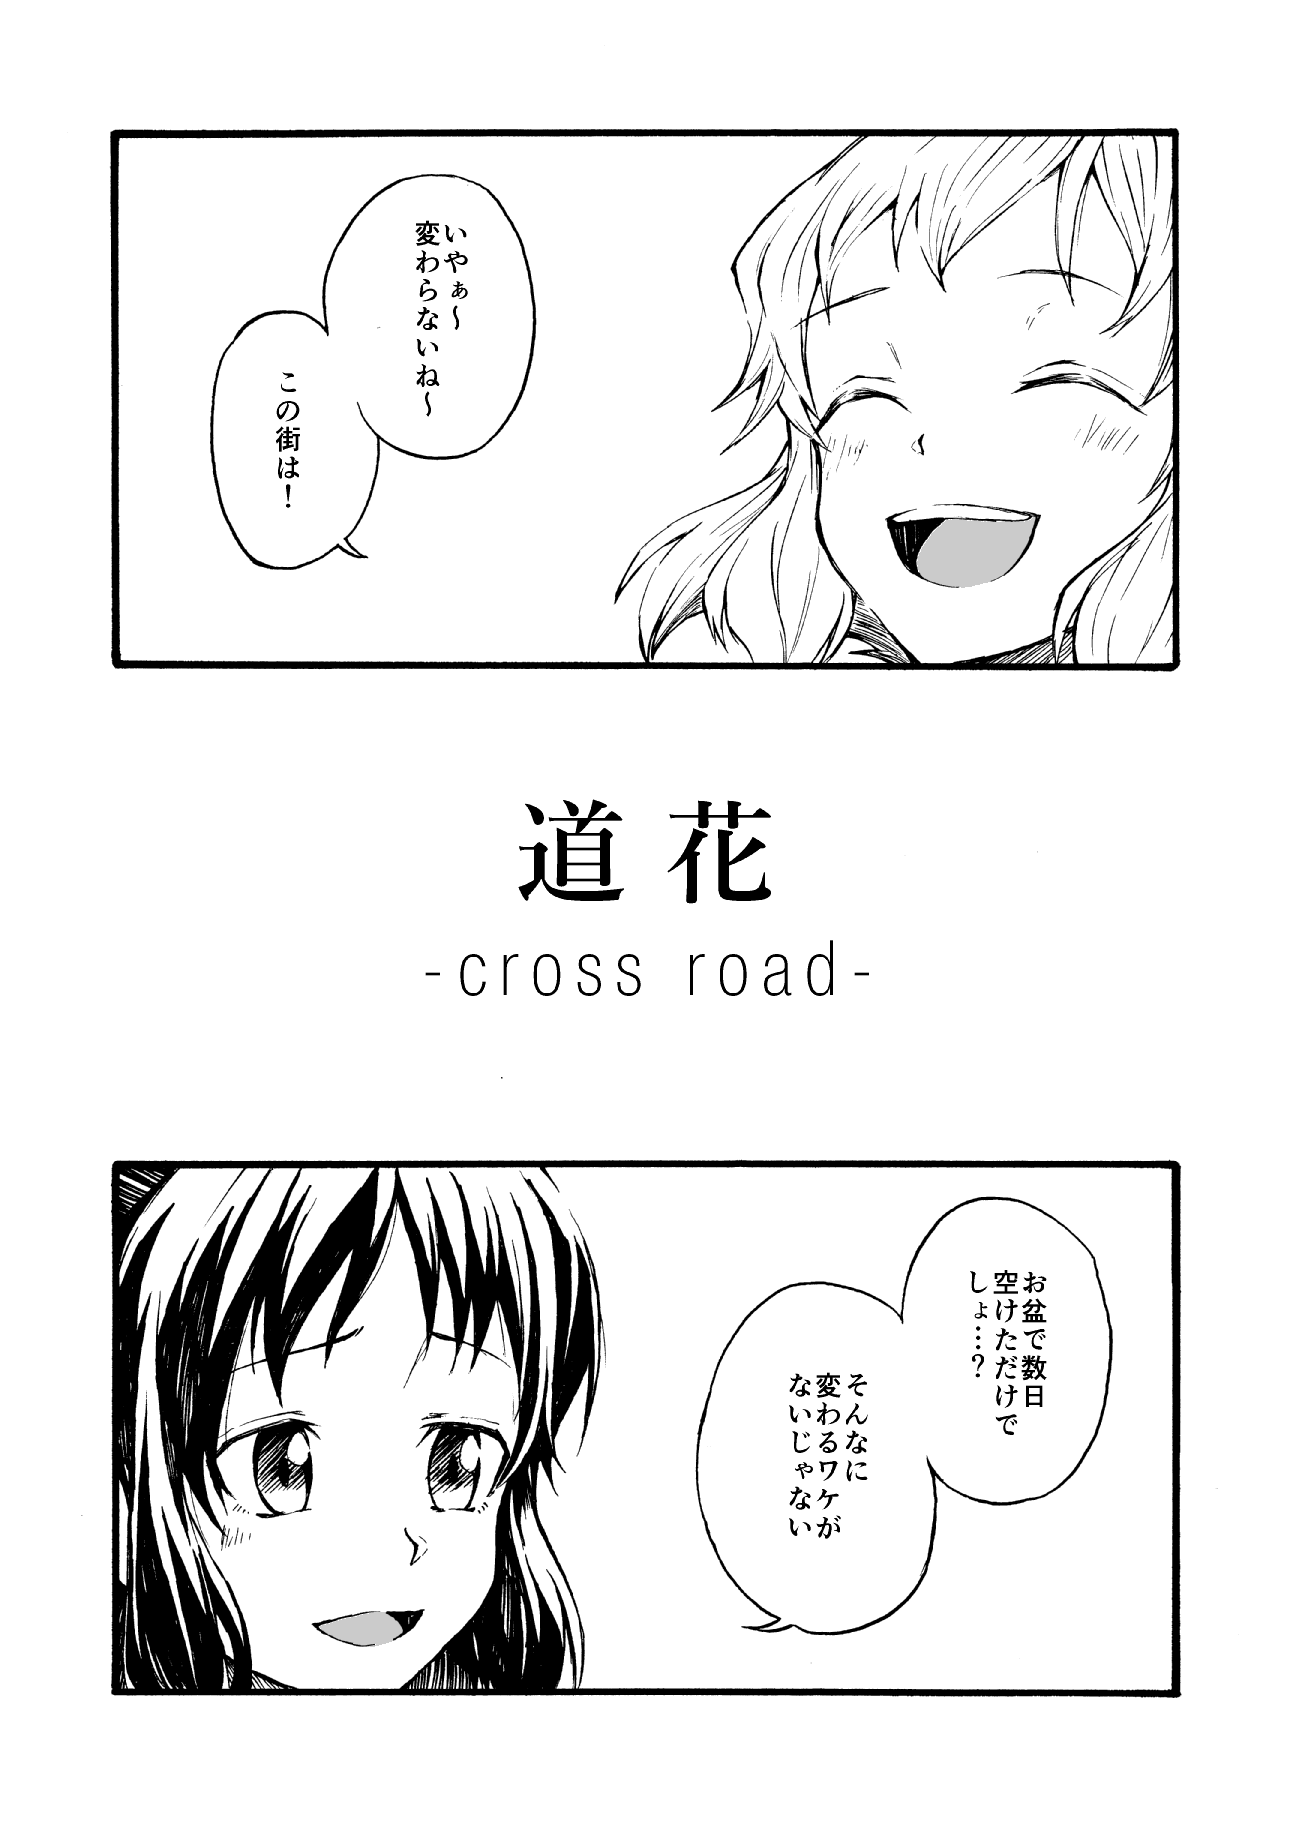 いやぁ～
変わらないね～
この街は！
道花
-cross road-
お盆で数日
空けただけで
しょ…？
そんなに
変わるワケが
ないじゃない